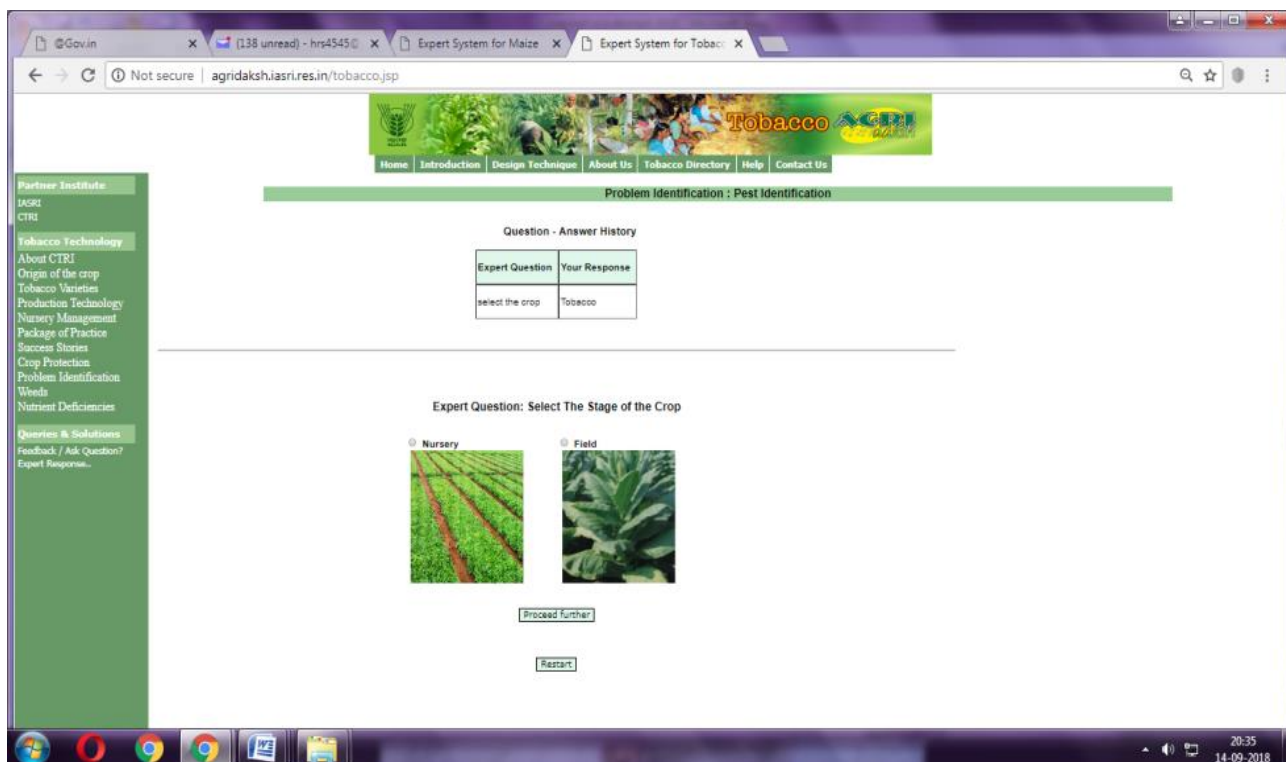 @Gov.in
(138 unread) - hrs4545
Expert System for Maize
Expert System for Tobacc
Not secure
agridaksh.iasri.res.in/tobacco.jsp
Tobacco AGRI
Home
Introduction
Design Technique
About Us
Tobacco Directory
Help
Contact Us
Partner Institute
IASRI
CTRI
Tobacco Technology
About CTRI
Origin of the crop
Tobacco Varieties
Production Technology
Nursery Management
Package of Practice
Success Stories
Crop Protection
Problem Identification
Weeds
Nutrient Deficiencies
Queries & Solutions
Feedback / Ask Question?
Expert Response..
Problem Identification : Pest Identification
Question - Answer History
Expert Question
Your Response
select the crop
Tobacco
Expert Question: Select The Stage of the Crop
Nursery
Field
Proceed further
Restart
20:35
14-09-2018